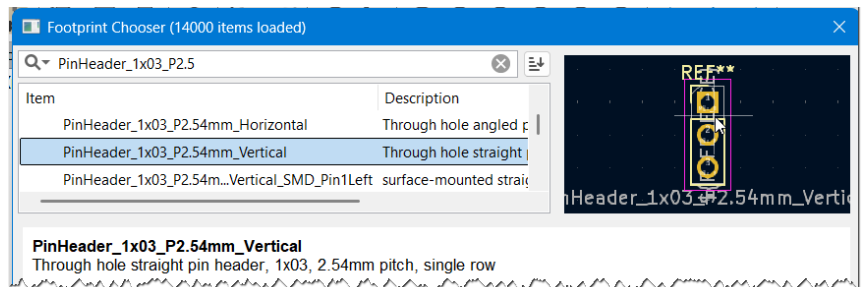 Footprint Chooser (14000 items loaded)
PinHeader_1x03_P2.5
Item Description
PinHeader_1x03_P2.54mm_Horizontal Through hole angled p
PinHeader_1x03_P2.54mm_Vertical Through hole straight
PinHeader_1x03_P2.54m...Vertical_SMD_Pin1Left surface-mounted straig
REF**
nHeader_1x03_P2.54mm_Vertic
PinHeader_1x03_P2.54mm_Vertical
Through hole straight pin header, 1x03, 2.54mm pitch, single row